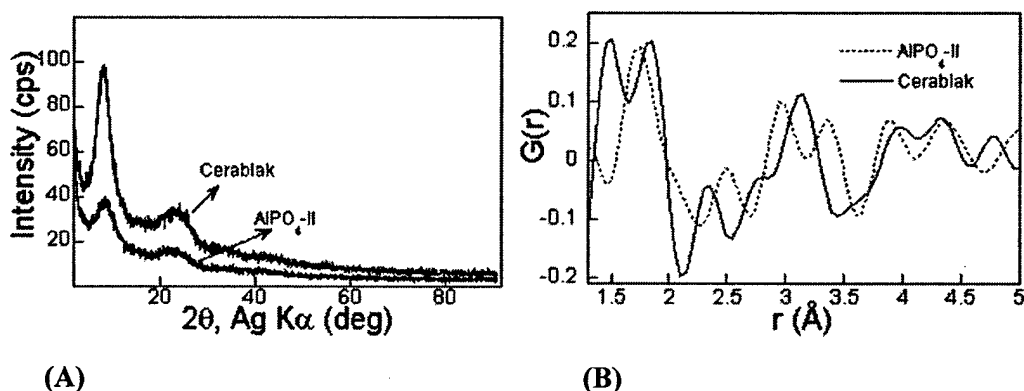 Intensity (cps)
100
80
60
40
20
Cerablak
AlPO4-II
20 40 60 80
2θ, Ag Kα (deg)
(A)
G(r)
0.2
0.1
0
-0.1
-0.2
AlPO4-II
Cerablak
1.5 2 2.5 3 3.5 4 4.5 5
r (Å)
(B)